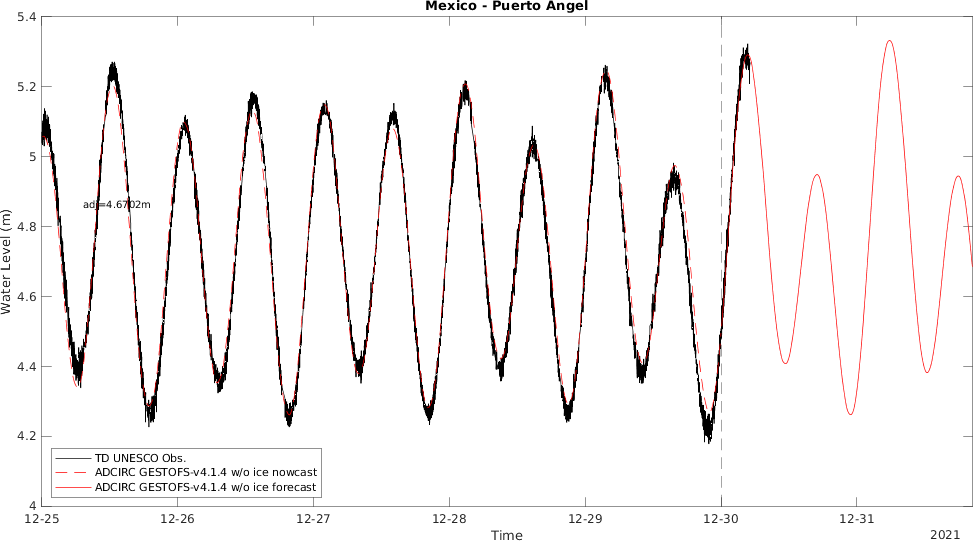 Mexico - Puerto Angel
5.4
5.2
5
4.8
4.6
4.4
4.2
4
Water Level (m)
adj=4.6702m
TD UNESCO Obs.
ADCIRC GESTOFS-v4.1.4 w/o ice nowcast
ADCIRC GESTOFS-v4.1.4 w/o ice forecast
12-25
12-26
12-27
12-28
12-29
12-30
12-31
Time
2021